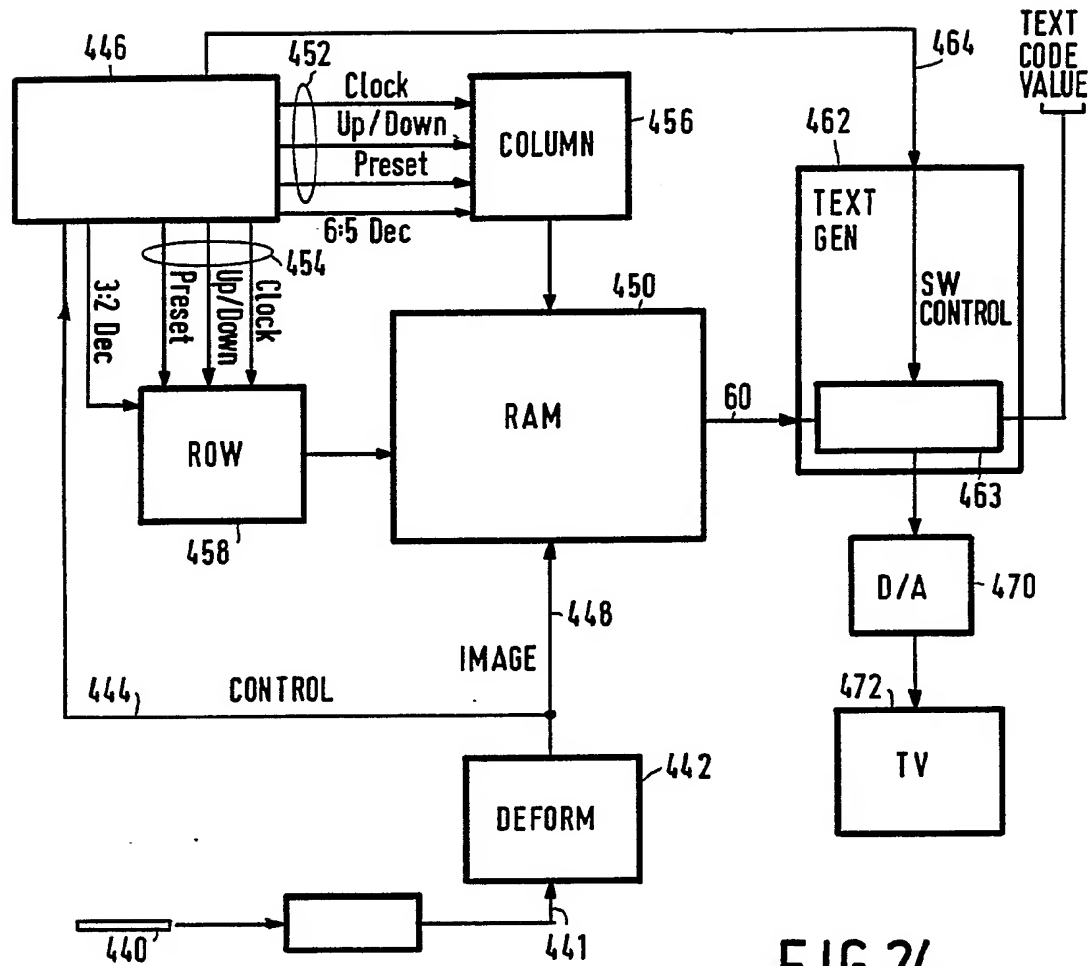 446
452
Clock
Up/Down
Preset
6:5 Dec
COLUMN
456
464
TEXT
CODE
VALUE
462
TEXT
GEN
SW
CONTROL
463
454
3:2 Dec
Preset
Up/Down
Clock
ROW
458
450
RAM
60
D/A
470
472
TV
448
IMAGE
444
CONTROL
442
DEFORM
440
441